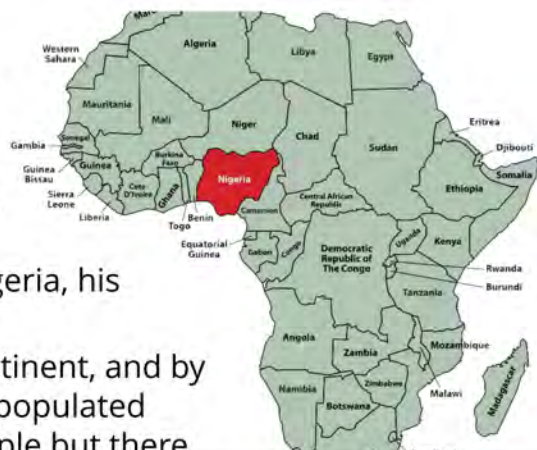 Algeria
Libya
Egypt
Western
Sahara
Mauritania
Mali
Niger
Chad
Sudan
Eritrea
Djibouti
Somalia
Ethiopia
Senegal
Gambia
Guinea
Bissau
Guinea
Sierra
Leone
Liberia
Cote
D'Ivoire
Burkina
Faso
Ghana
Togo
Benin
Nigeria
Cameroon
Central African
Republic
Equatorial
Guinea
Gabon
Congo
Democratic
Republic of
The Congo
Uganda
Kenya
Rwanda
Burundi
Tanzania
Angola
Zambia
Malawi
Mozambique
Zimbabwe
Namibia
Botswana
Madagascar
geria, his
tinent, and by
populated
ple but there